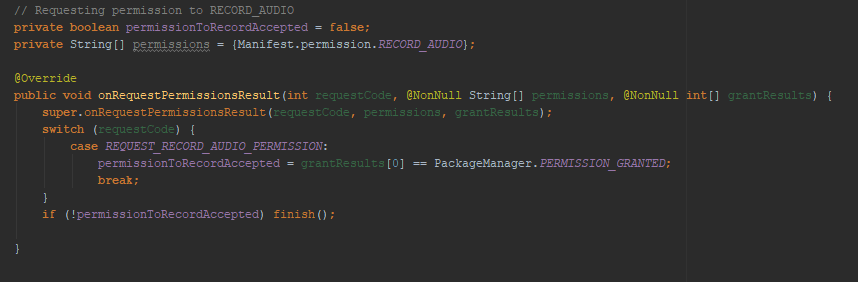 // Requesting permission to RECORD_AUDIO
private boolean permissionToRecordAccepted = false;
private String[] permissions = {Manifest.permission.RECORD_AUDIO};
@Override
public void onRequestPermissionsResult(int requestCode, @NonNull String[] permissions, @NonNull int[] grantResults) {
super.onRequestPermissionsResult(requestCode, permissions, grantResults);
switch (requestCode) {
case REQUEST_RECORD_AUDIO_PERMISSION:
permissionToRecordAccepted = grantResults[0] == PackageManager.PERMISSION_GRANTED;
break;
}
if (!permissionToRecordAccepted) finish();
}